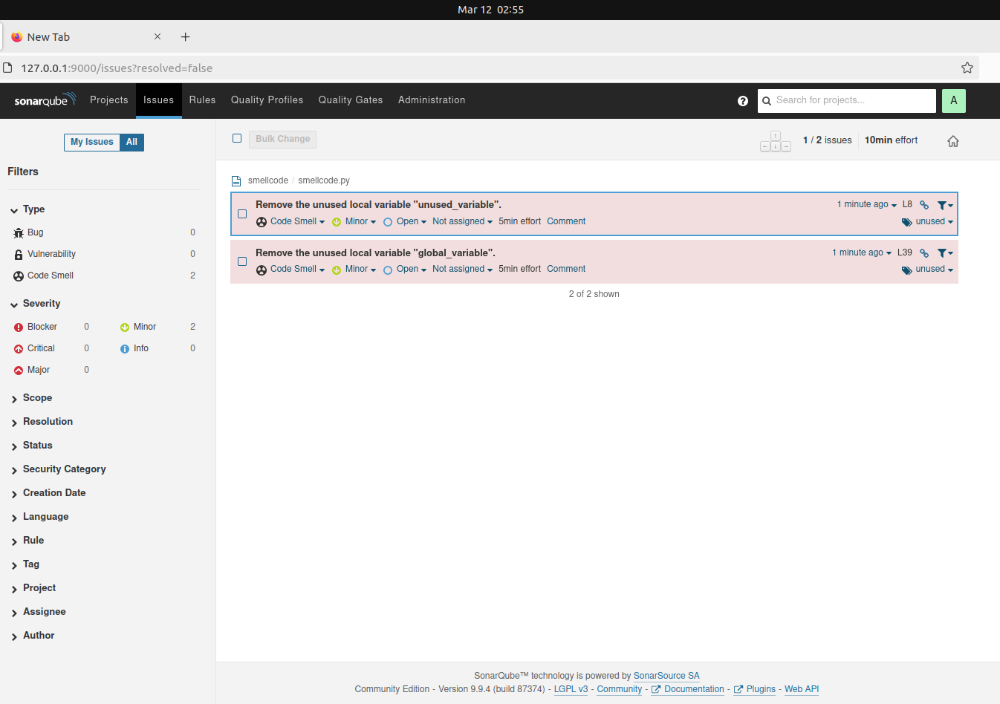 Mar 12 02:55
New Tab
127.0.0.1:9000/issues?resolved=false
sonarqube Projects Issues Rules Quality Profiles Quality Gates Administration ? Search for projects... A
My Issues All
Bulk Change
1 / 2 issues 10min effort
Filters
smellcode / smellcode.py
Type
Bug 0
Vulnerability 0
Code Smell 2
Severity
Blocker 0 Minor 2
Critical 0 Info 0
Major 0
Scope
Resolution
Status
Security Category
Creation Date
Language
Rule
Tag
Project
Assignee
Author
Remove the unused local variable "unused_variable". 1 minute ago L8
Code Smell Minor Open Not assigned 5min effort Comment unused
Remove the unused local variable "global_variable". 1 minute ago L39
Code Smell Minor Open Not assigned 5min effort Comment unused
2 of 2 shown
SonarQube™ technology is powered by SonarSource SA
Community Edition - Version 9.9.4 (build 87374) - LGPL v3 - Community - Documentation - Plugins - Web API